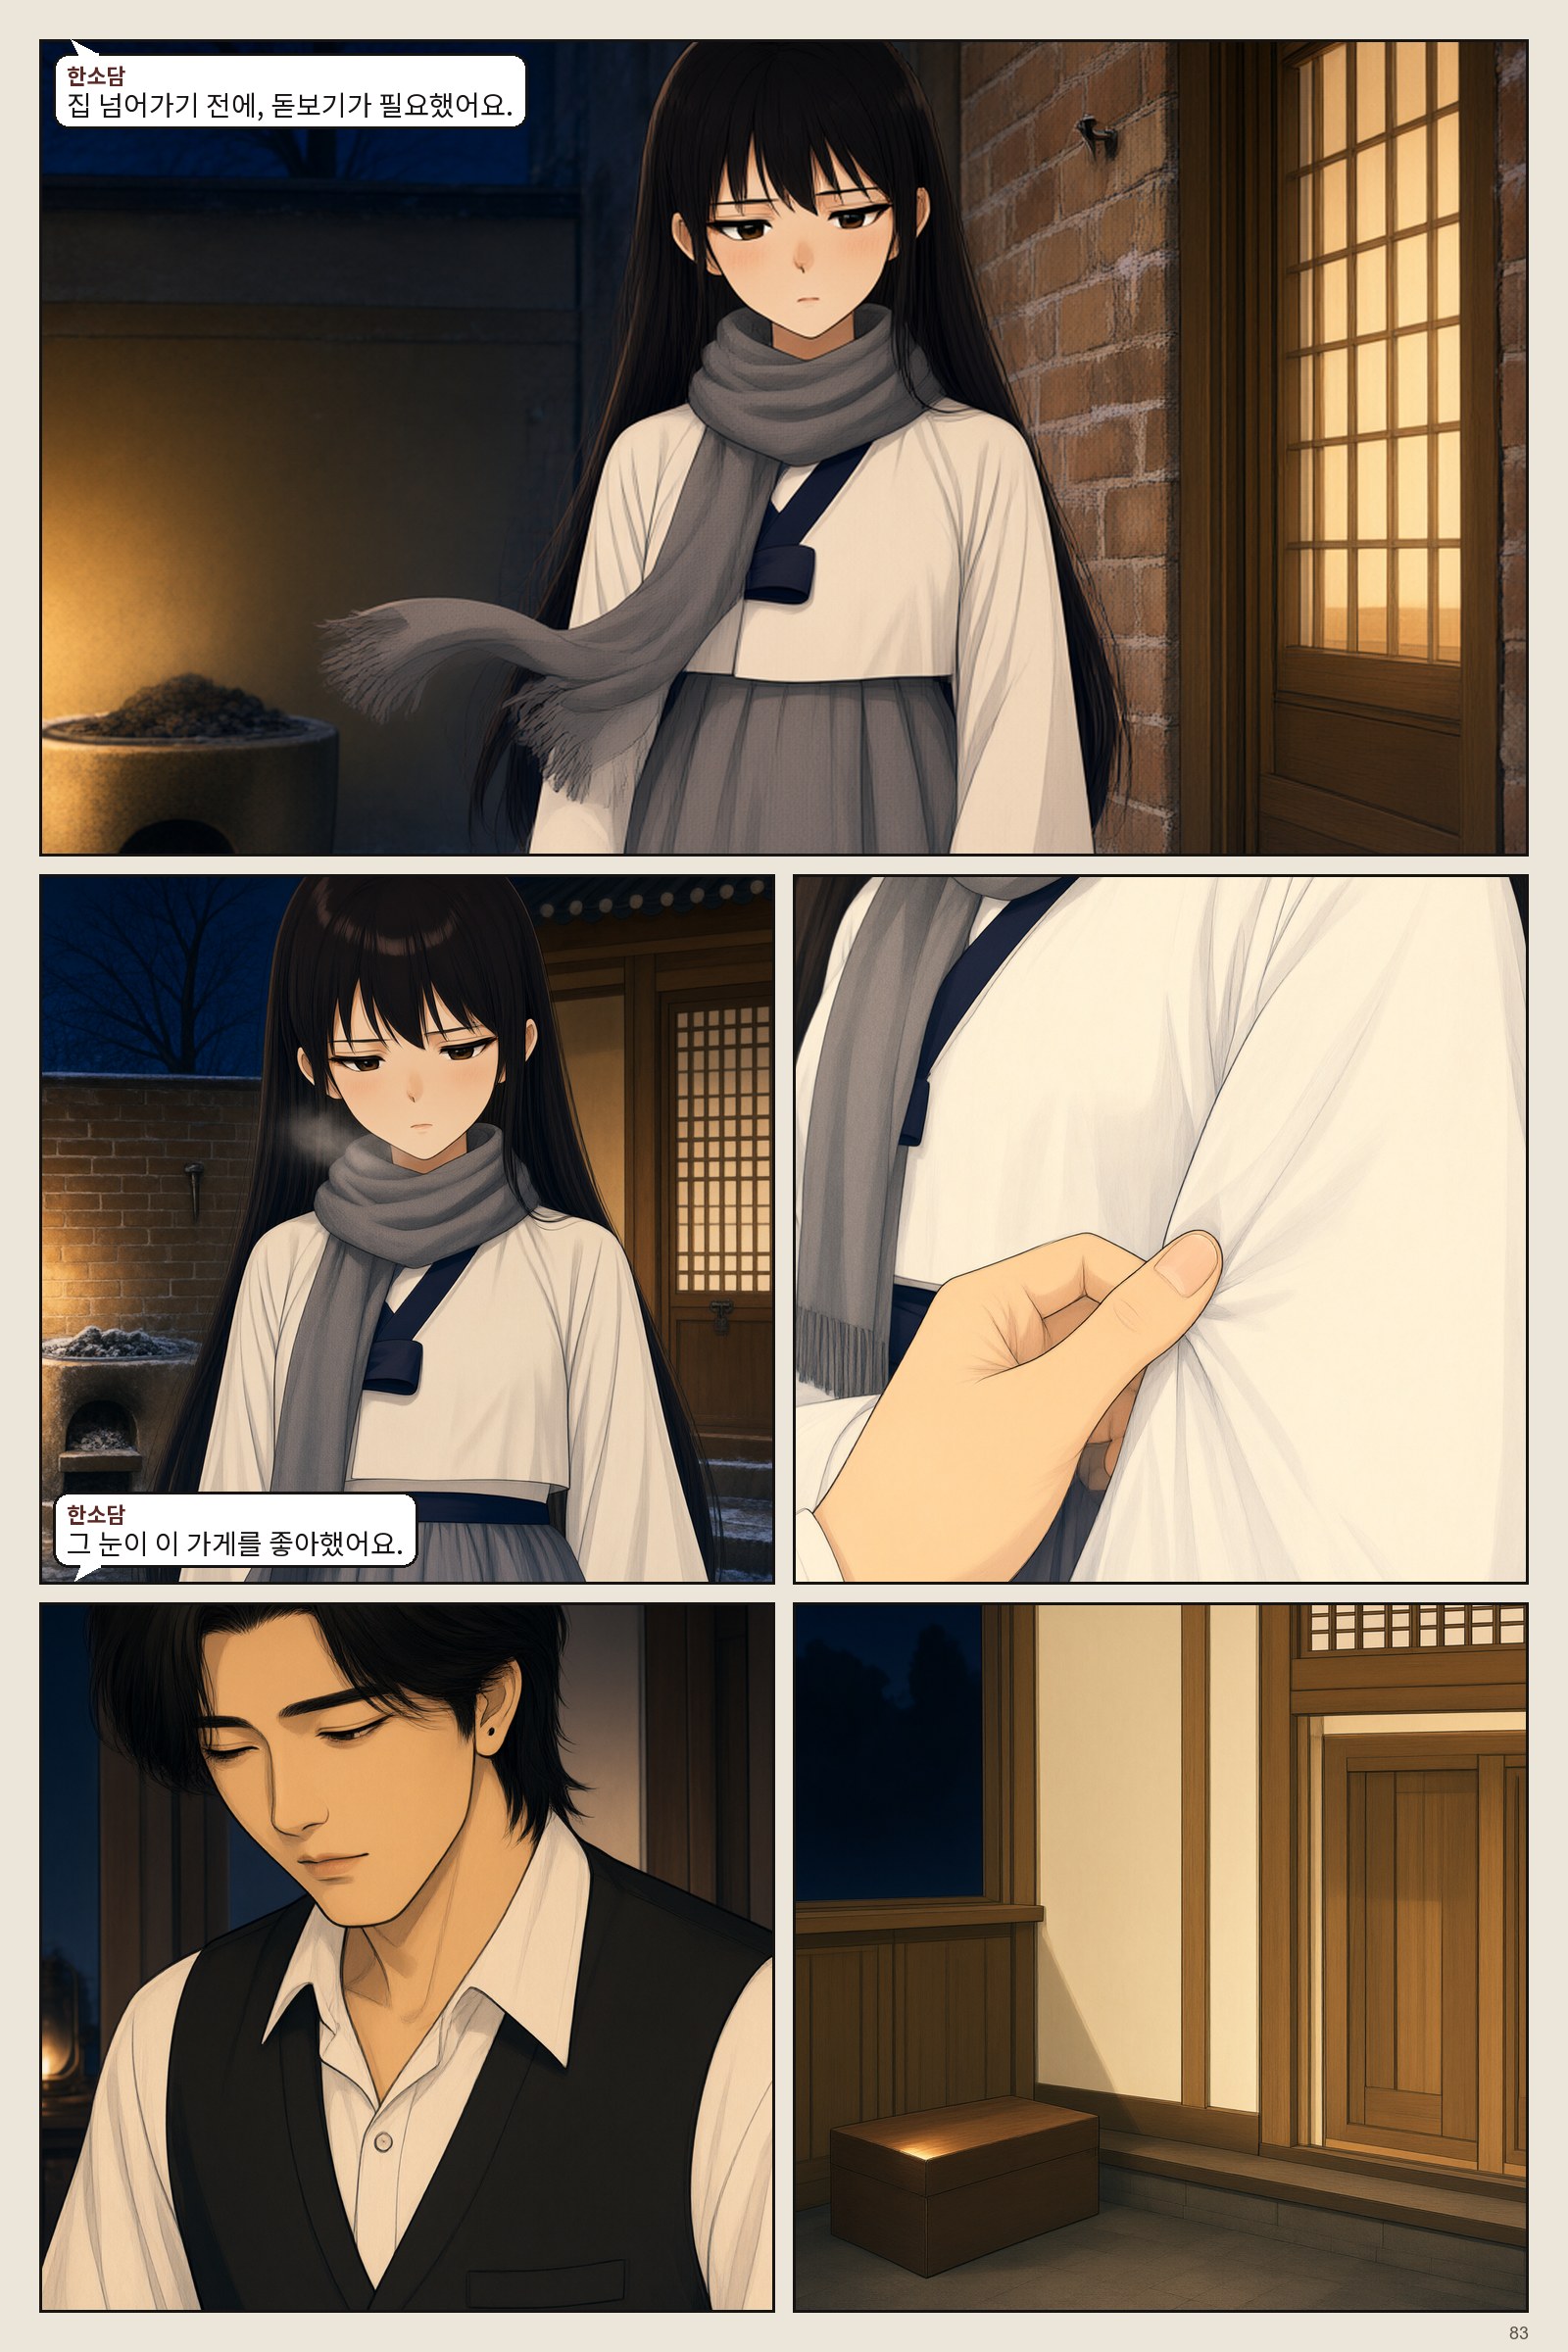 한소담
집 넘어가기 전에, 돋보기가 필요했어요.
한소담
그 눈이 이 가게를 좋아했어요.
83